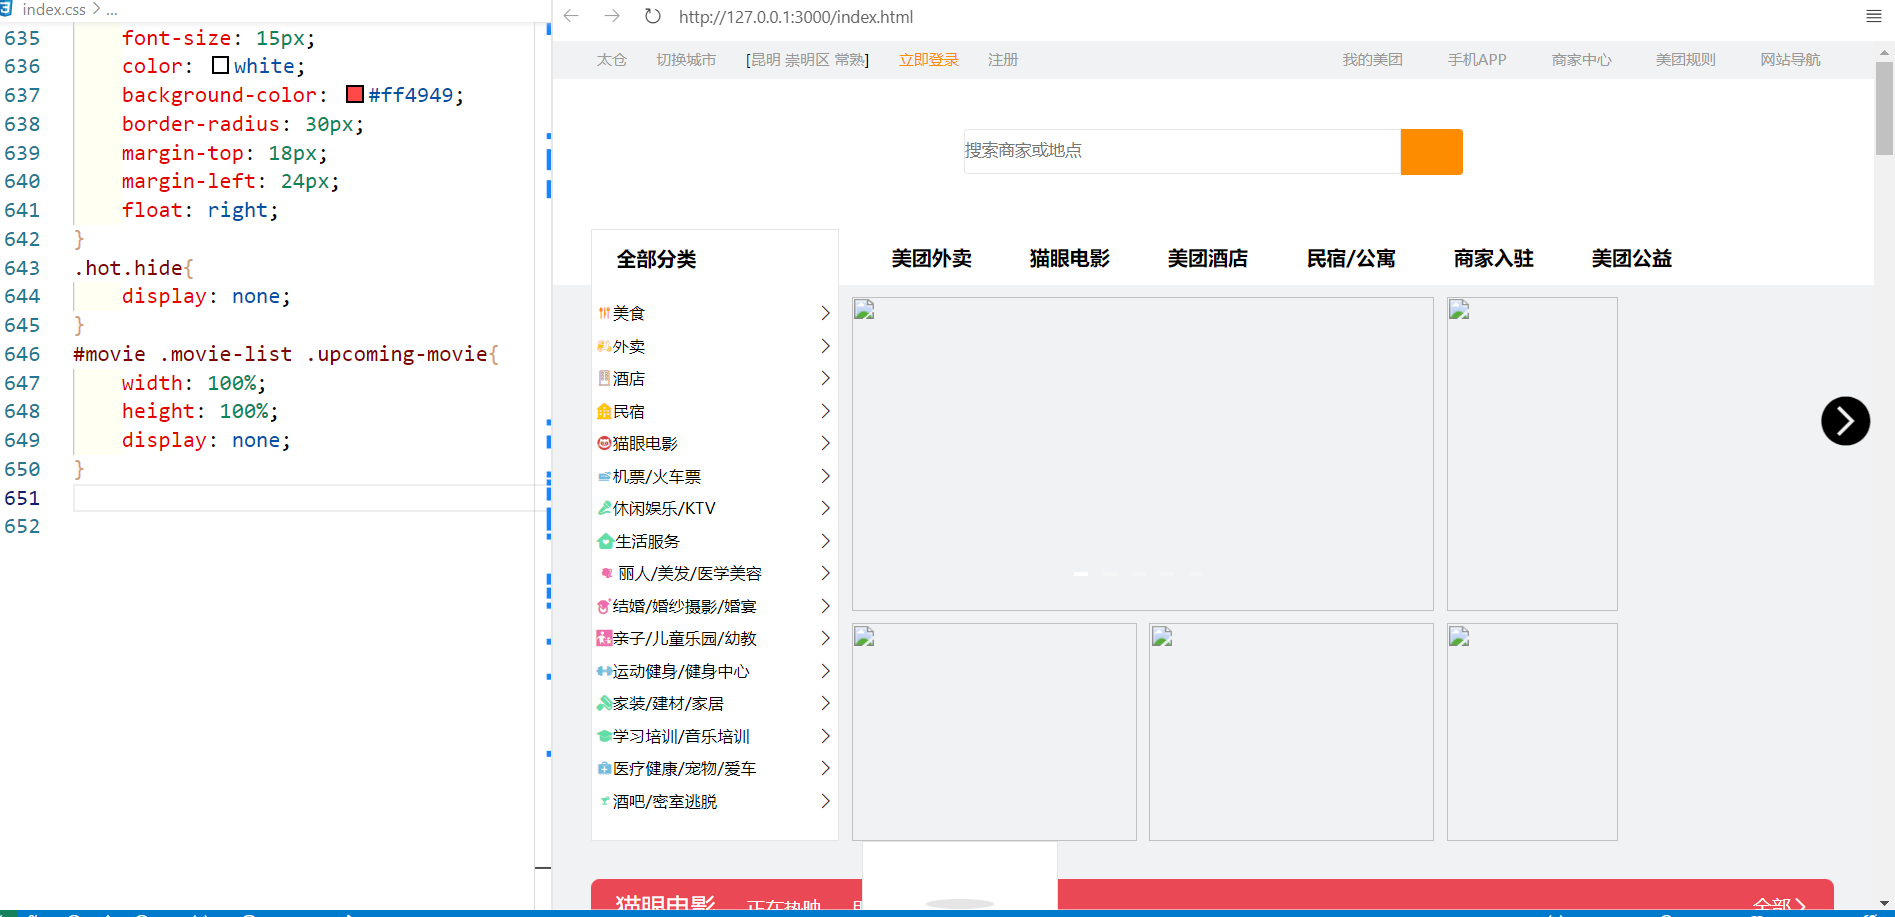 index.css > ...
635 font-size: 15px;
636 color: white;
637 background-color: #ff4949;
638 border-radius: 30px;
639 margin-top: 18px;
640 margin-left: 24px;
641 float: right;
642 }
643 .hot.hide{
644 display: none;
645 }
646 #movie .movie-list .upcoming-movie{
647 width: 100%;
648 height: 100%;
649 display: none;
650 }
651
652
http://127.0.0.1:3000/index.html
太仓 切换城市 [昆明 崇明区 常熟] 立即登录 注册 我的美团 手机APP 商家中心 美团规则 网站导航
搜索商家或地点
全部分类 美团外卖 猫眼电影 美团酒店 民宿/公寓 商家入驻 美团公益
美食
外卖
酒店
民宿
猫眼电影
机票/火车票
休闲娱乐/KTV
生活服务
丽人/美发/医学美容
结婚/婚纱摄影/婚宴
亲子/儿童乐园/幼教
运动健身/健身中心
家装/建材/家居
学习培训/音乐培训
医疗健康/宠物/爱车
酒吧/密室逃脱
猫眼电影 正在热映 全部